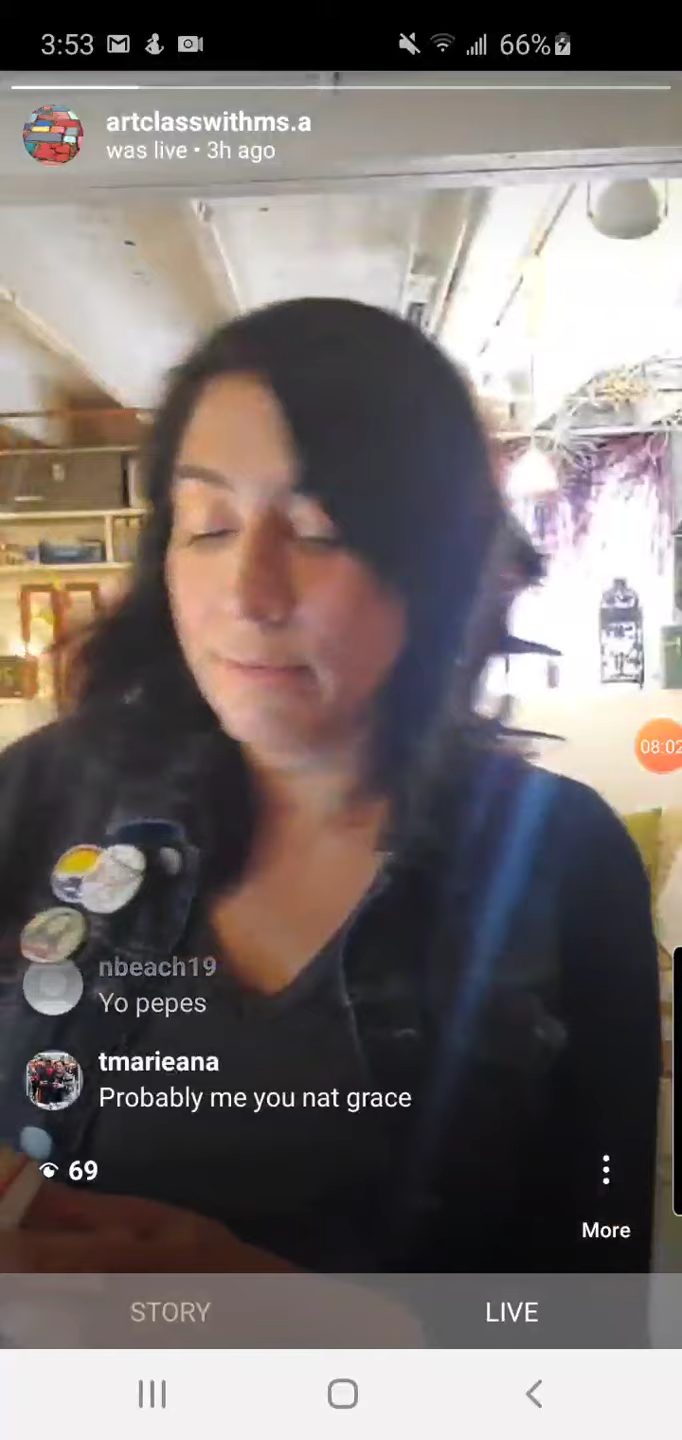 3:53
66%
artclasswithms.a
was live • 3h ago
08:02
nbeach19
Yo pepes
tmarieana
Probably me you nat grace
69
More
STORY
LIVE